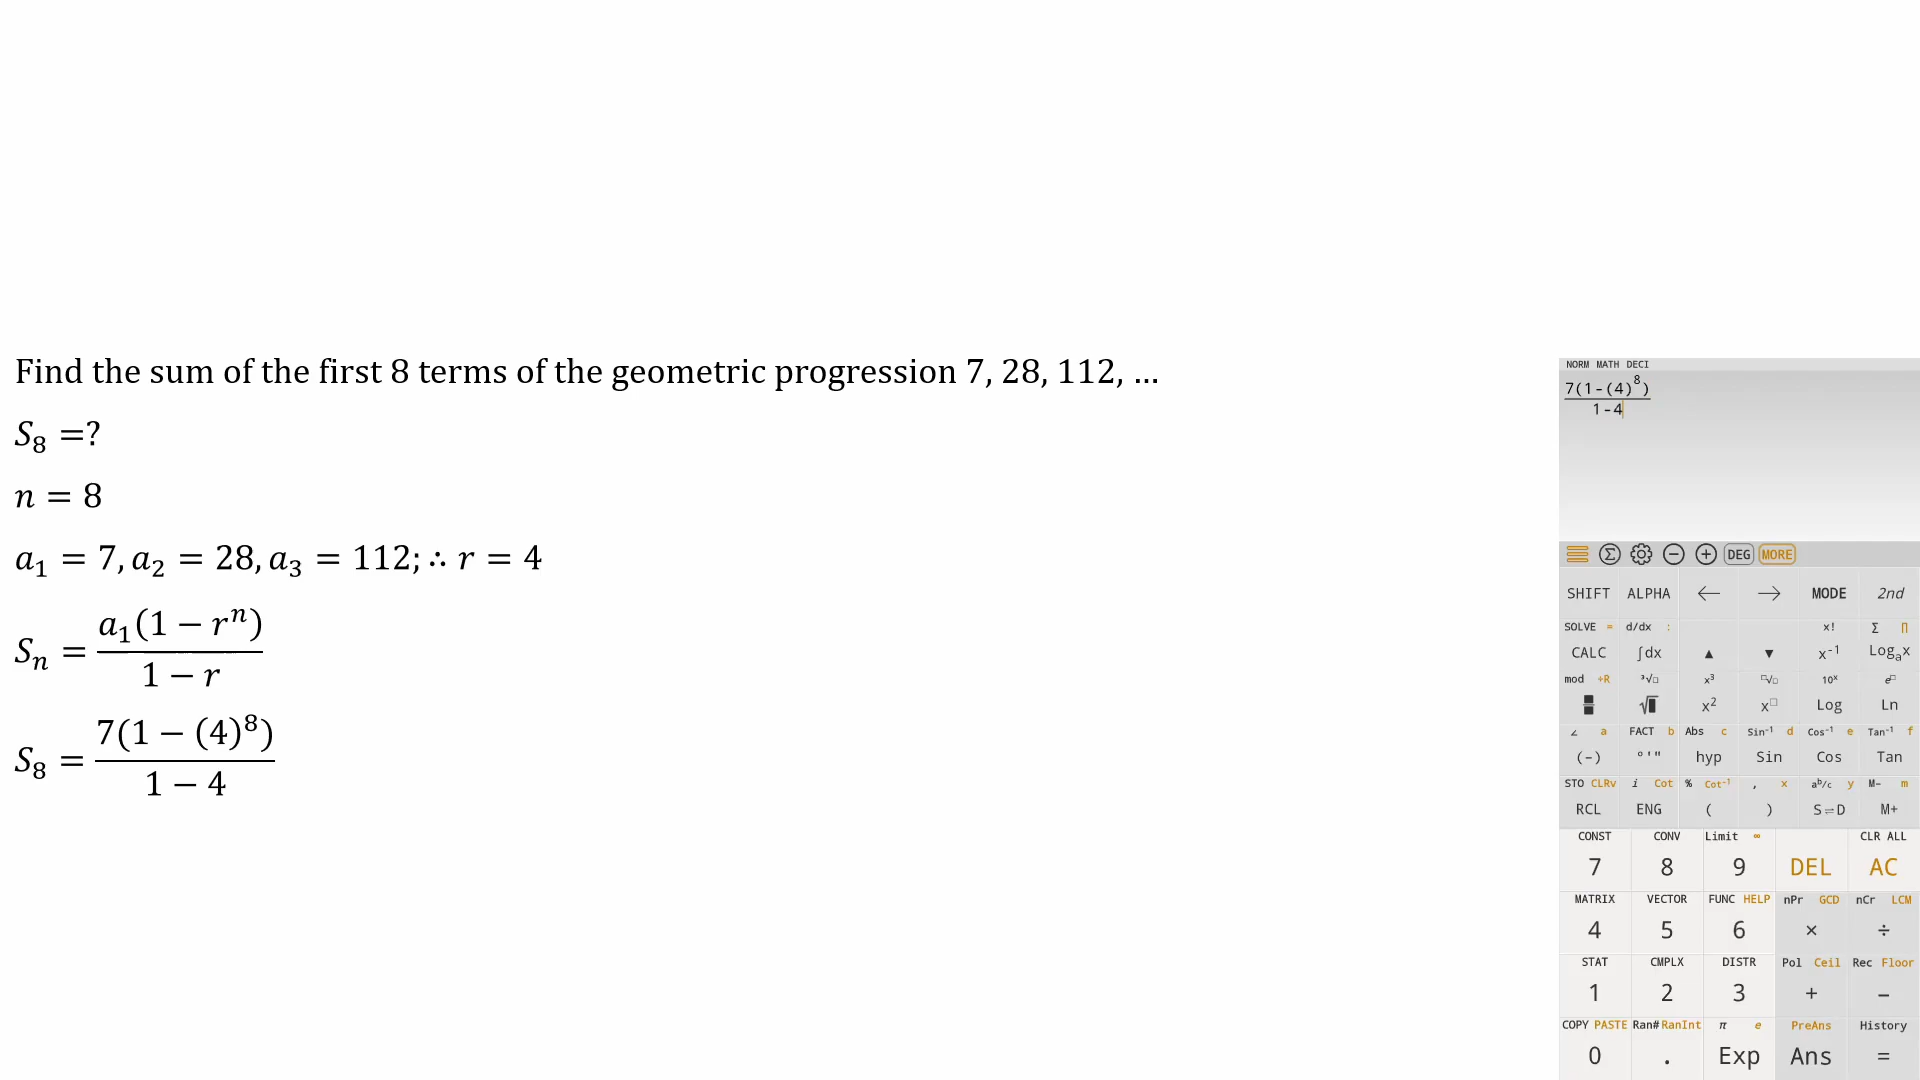 Find the sum of the first 8 terms of the geometric progression 7, 28, 112, …
S₈ =?
n = 8
a₁ = 7, a₂ = 28, a₃ = 112; ∴ r = 4
Sₙ = a₁(1 − rⁿ) / 1 − r
S₈ = 7(1 − (4)⁸) / 1 − 4
NORM MATH DECI
7(1-(4)⁸)
1-4
DEG MORE
SHIFT ALPHA ← → MODE 2nd
SOLVE = d/dx : x! ∑ ∏
CALC ∫dx ▲ ▼ x⁻¹ Logₐx
mod ÷R ³√□ x³ □√□ 10ˣ e□
√ x² x□ Log Ln
∠ a FACT b Abs c Sin⁻¹ d Cos⁻¹ e Tan⁻¹ f
(-) °'" hyp Sin Cos Tan
STO CLRv i Cot % Cot⁻¹ , x aᵇ/c y M- m
RCL ENG ( ) S⇌D M+
CONST CONV Limit ∞ CLR ALL
7 8 9 DEL AC
MATRIX VECTOR FUNC HELP nPr GCD nCr LCM
4 5 6 × ÷
STAT CMPLX DISTR Pol Ceil Rec Floor
1 2 3 + −
COPY PASTE Ran# RanInt π e PreAns History
0 . Exp Ans =